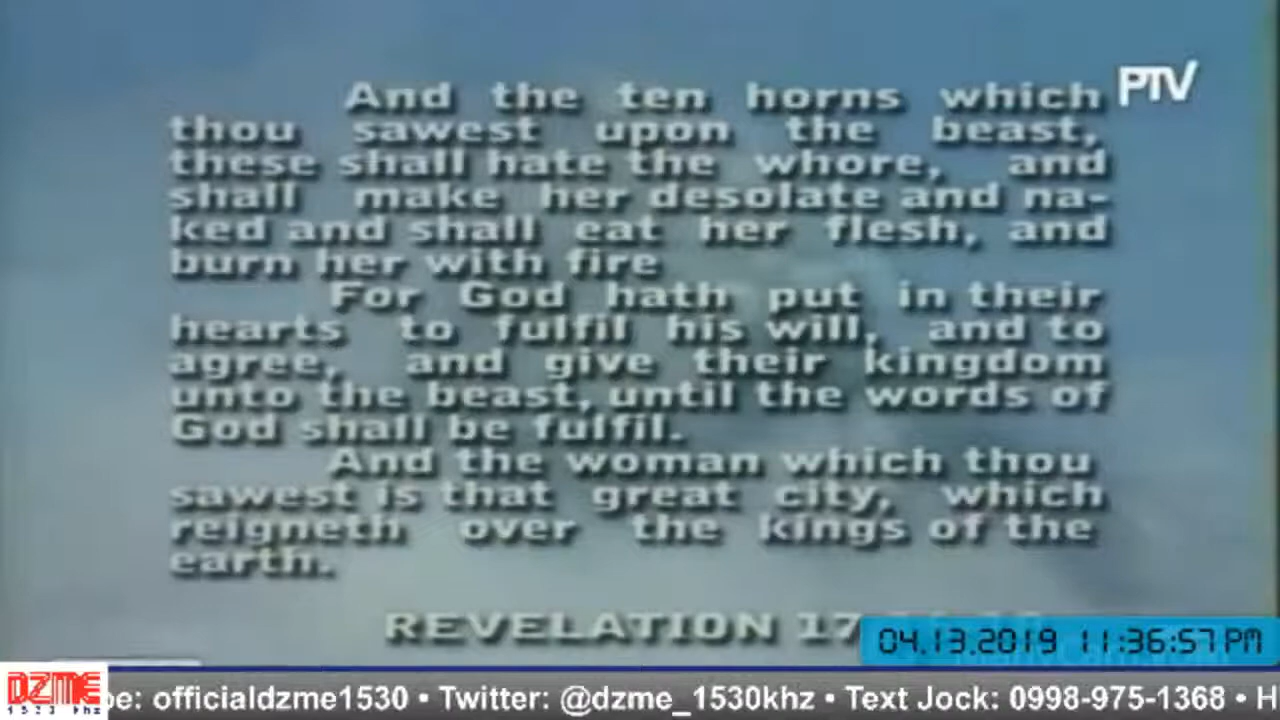 And the ten horns which
PTV
thou sawest upon the beast,
these shall hate the whore, and
shall make her desolate and na-
ked and shall eat her flesh, and
burn her with fire
For God hath put in their
hearts to fulfil his will, and to
agree, and give their kingdom
unto the beast, until the words of
God shall be fulfil.
And the woman which thou
sawest is that great city, which
reigneth over the kings of the
earth.
REVELATION 17
04.13.2019 11:36:57 PM
DZME
be: officialdzme1530 • Twitter: @dzme_1530khz • Text Jock: 0998-975-1368 • H